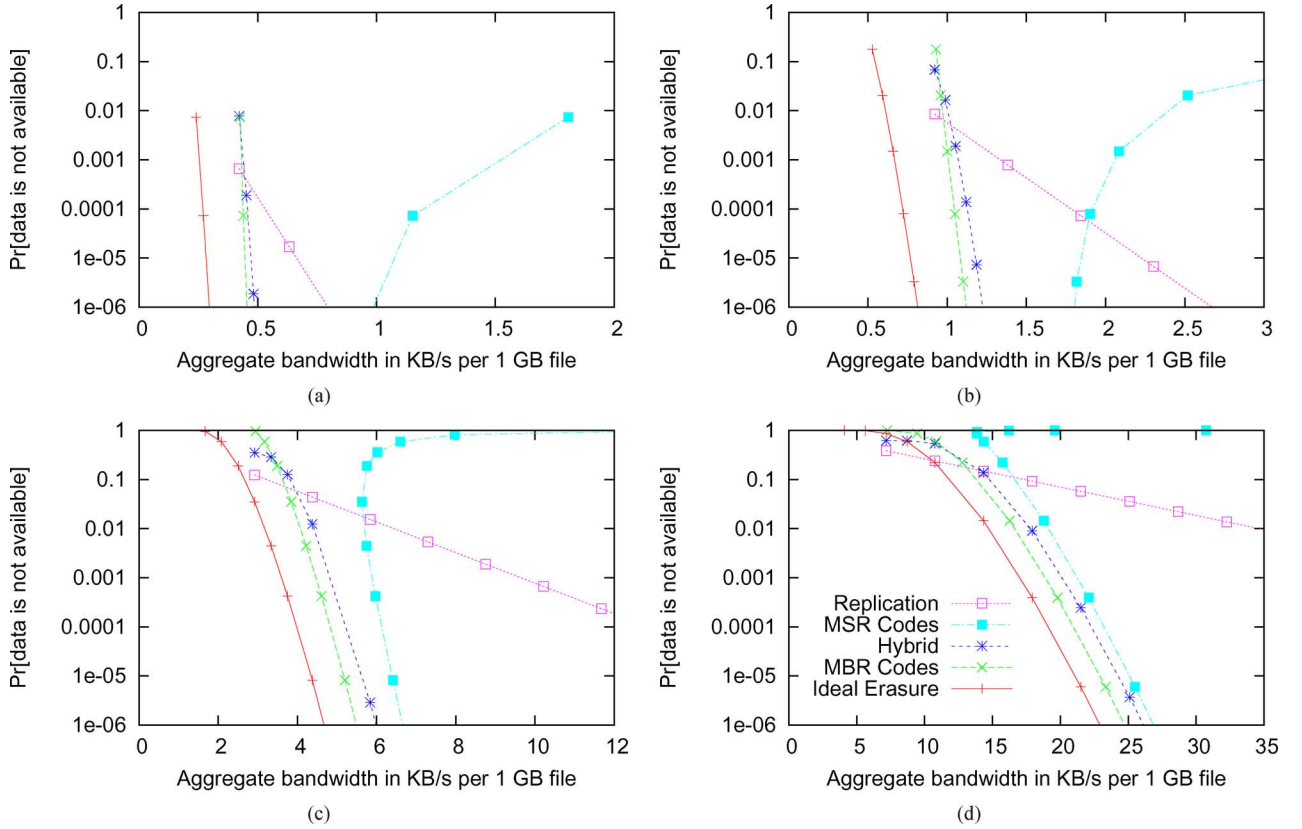 Pr[data is not available]
1
0.1
0.01
0.001
0.0001
1e-05
1e-06
0 0.5 1 1.5 2
Aggregate bandwidth in KB/s per 1 GB file
(a)
Pr[data is not available]
1
0.1
0.01
0.001
0.0001
1e-05
1e-06
0 0.5 1 1.5 2 2.5 3
Aggregate bandwidth in KB/s per 1 GB file
(b)
Pr[data is not available]
1
0.1
0.01
0.001
0.0001
1e-05
1e-06
0 2 4 6 8 10 12
Aggregate bandwidth in KB/s per 1 GB file
(c)
Pr[data is not available]
1
0.1
0.01
0.001
0.0001
1e-05
1e-06
Replication
MSR Codes
Hybrid
MBR Codes
Ideal Erasure
0 5 10 15 20 25 30 35
Aggregate bandwidth in KB/s per 1 GB file
(d)